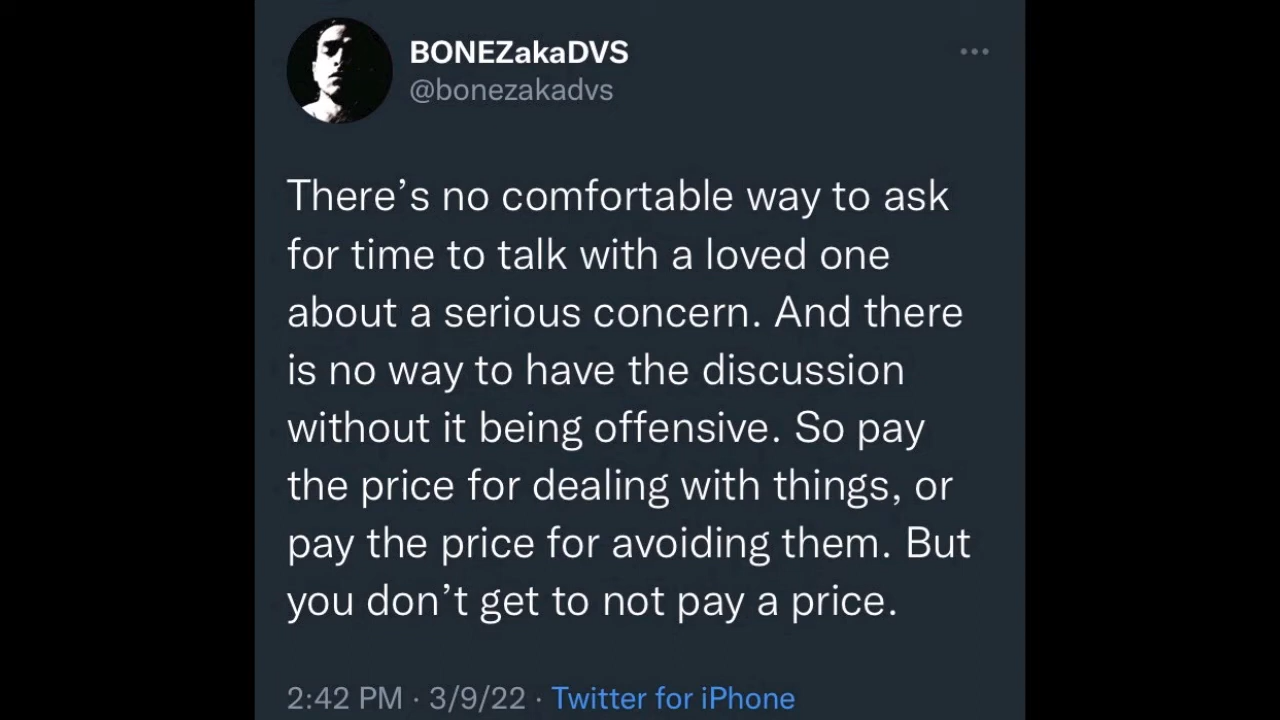 BONEZakaDVS
@bonezakadvs
There’s no comfortable way to ask
for time to talk with a loved one
about a serious concern. And there
is no way to have the discussion
without it being offensive. So pay
the price for dealing with things, or
pay the price for avoiding them. But
you don’t get to not pay a price.
2:42 PM · 3/9/22 · Twitter for iPhone